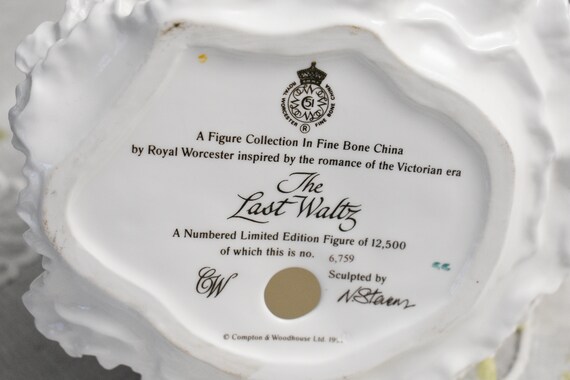 ROYAL WORCESTER ® FINE BONE CHINA
51
A Figure Collection In Fine Bone China
by Royal Worcester inspired by the romance of the Victorian era
The
Last Waltz
A Numbered Limited Edition Figure of 12,500
of which this is no. 6,759
CW
Sculpted by
N. Stevens
© Compton & Woodhouse Ltd.